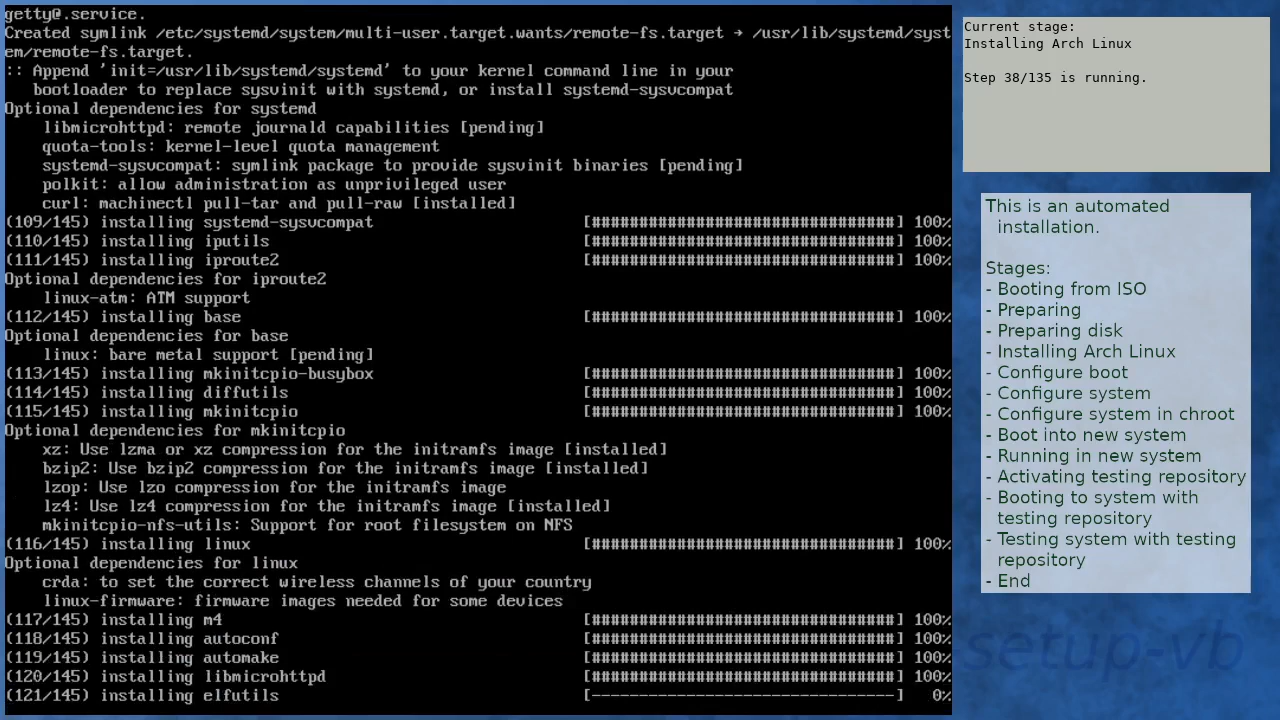 getty@.service.
Created symlink /etc/systemd/system/multi-user.target.wants/remote-fs.target → /usr/lib/systemd/syst
em/remote-fs.target.
:: Append 'init=/usr/lib/systemd/systemd' to your kernel command line in your
   bootloader to replace sysvinit with systemd, or install systemd-sysvcompat
Optional dependencies for systemd
    libmicrohttpd: remote journald capabilities [pending]
    quota-tools: kernel-level quota management
    systemd-sysvcompat: symlink package to provide sysvinit binaries [pending]
    polkit: allow administration as unprivileged user
    curl: machinectl pull-tar and pull-raw [installed]
(109/145) installing systemd-sysvcompat [################################] 100%
(110/145) installing iputils [################################] 100%
(111/145) installing iproute2 [################################] 100%
Optional dependencies for iproute2
    linux-atm: ATM support
(112/145) installing base [################################] 100%
Optional dependencies for base
    linux: bare metal support [pending]
(113/145) installing mkinitcpio-busybox [################################] 100%
(114/145) installing diffutils [################################] 100%
(115/145) installing mkinitcpio [################################] 100%
Optional dependencies for mkinitcpio
    xz: Use lzma or xz compression for the initramfs image [installed]
    bzip2: Use bzip2 compression for the initramfs image [installed]
    lzop: Use lzo compression for the initramfs image
    lz4: Use lz4 compression for the initramfs image [installed]
    mkinitcpio-nfs-utils: Support for root filesystem on NFS
(116/145) installing linux [################################] 100%
Optional dependencies for linux
    crda: to set the correct wireless channels of your country
    linux-firmware: firmware images needed for some devices
(117/145) installing m4 [################################] 100%
(118/145) installing autoconf [################################] 100%
(119/145) installing automake [################################] 100%
(120/145) installing libmicrohttpd [################################] 100%
(121/145) installing elfutils [--------------------------------] 0%
Current stage:
Installing Arch Linux
Step 38/135 is running.
This is an automated
installation.
Stages:
- Booting from ISO
- Preparing
- Preparing disk
- Installing Arch Linux
- Configure boot
- Configure system
- Configure system in chroot
- Boot into new system
- Running in new system
- Activating testing repository
- Booting to system with
testing repository
- Testing system with testing
repository
- End
setup-vb